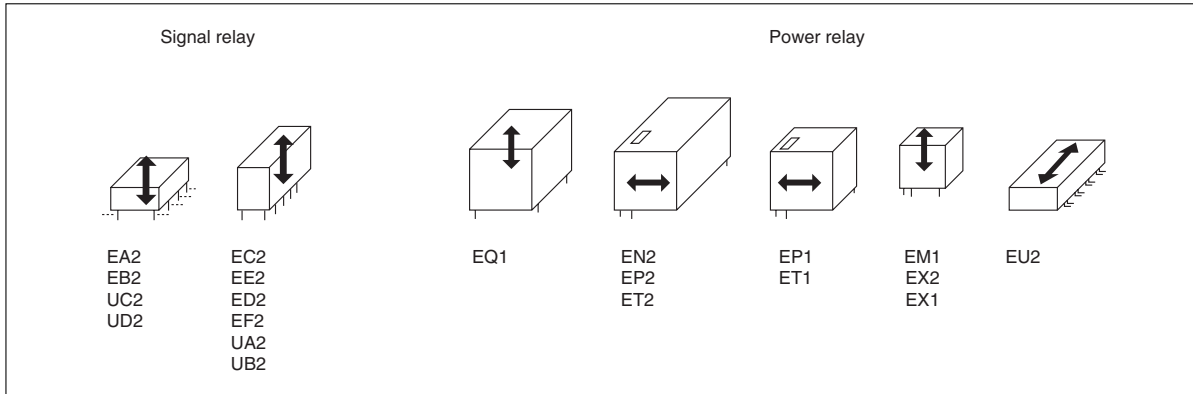 Signal relay
Power relay
EA2
EB2
UC2
UD2
EC2
EE2
ED2
EF2
UA2
UB2
EQ1
EN2
EP2
ET2
EP1
ET1
EM1
EX2
EX1
EU2